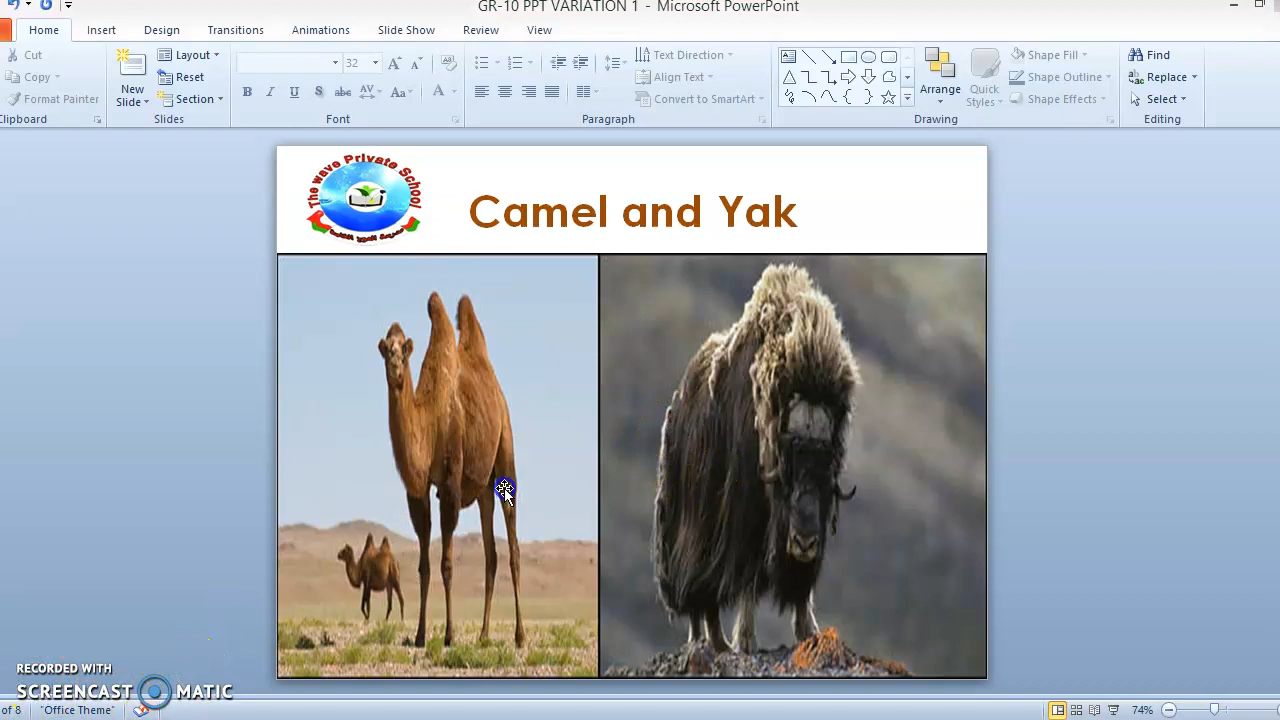 GR-10 PPT VARIATION 1 - Microsoft PowerPoint
Home Insert Design Transitions Animations Slide Show Review View
Cut
Copy
Format Painter
Clipboard
New Slide
Layout
Reset
Section
Slides
32
B I U S abc AV Aa A
Font
Text Direction
Align Text
Convert to SmartArt
Paragraph
Arrange
Quick Styles
Shape Fill
Shape Outline
Shape Effects
Drawing
Find
Replace
Select
Editing
The wave Private School
Camel and Yak
RECORDED WITH
SCREENCAST MATIC
of 8 "Office Theme" 74%